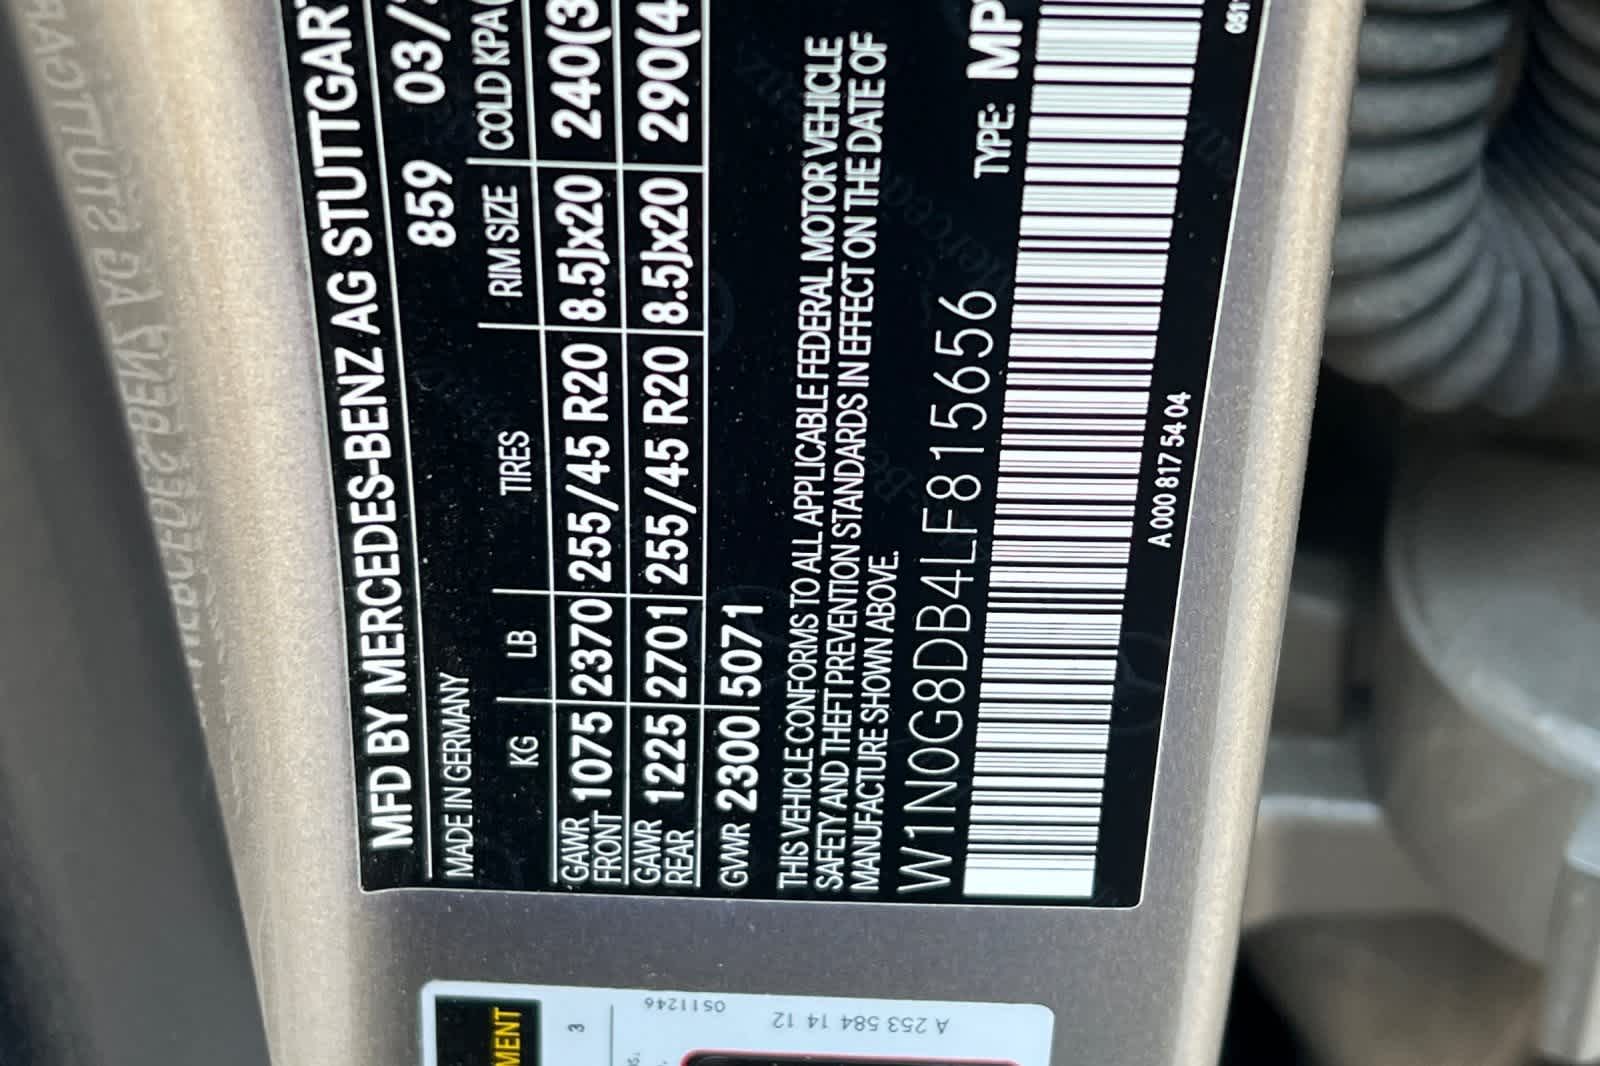 MFD BY MERCEDES-BENZ AG STUTTGART
MADE IN GERMANY 859 03/
KG LB TIRES RIM SIZE COLD KPA
GAWR FRONT 1075 2370 255/45 R20 8.5Jx20 240(3
GAWR REAR 1225 2701 255/45 R20 8.5Jx20 290(4
GVWR 2300 5071
THIS VEHICLE CONFORMS TO ALL APPLICABLE FEDERAL MOTOR VEHICLE
SAFETY AND THEFT PREVENTION STANDARDS IN EFFECT ON THE DATE OF
MANUFACTURE SHOWN ABOVE.
TYPE: MP
W1N0G8DB4LF815656
A 000 817 54 04
MENT
3
0S11246
A 253 584 14 12